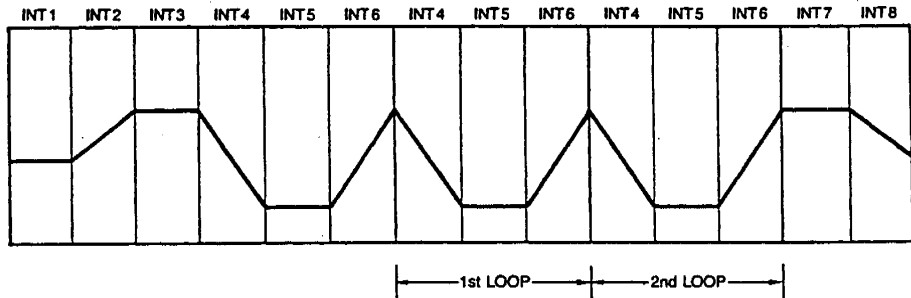 INT1 INT2 INT3 INT4 INT5 INT6 INT4 INT5 INT6 INT4 INT5 INT6 INT7 INT8
1st LOOP 2nd LOOP